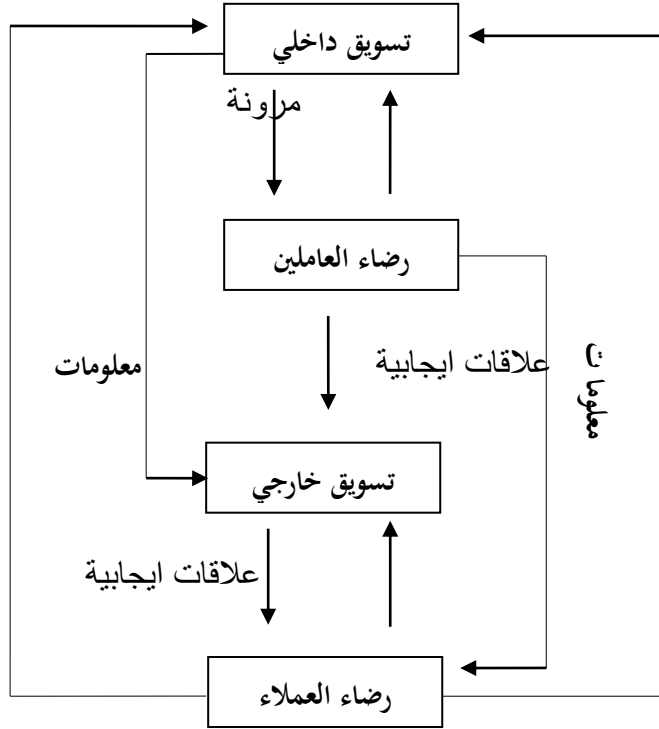 تسويق داخلي
مرونة
رضاء العاملين
علاقات ايجابية
معلومات
معلوما ت
تسويق خارجي
علاقات ايجابية
رضاء العملاء